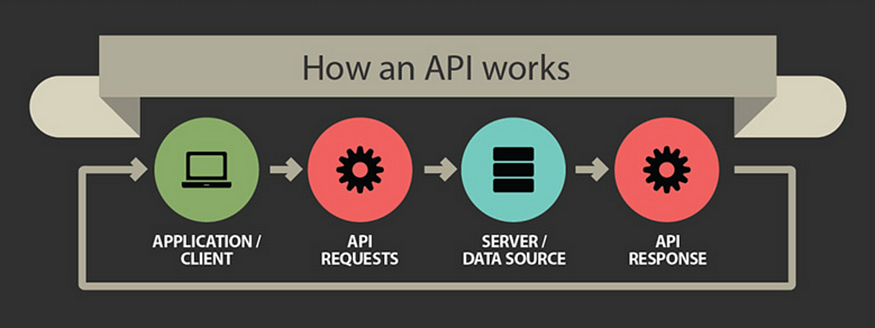 How an API works
APPLICATION /
CLIENT
API
REQUESTS
SERVER /
DATA SOURCE
API
RESPONSE